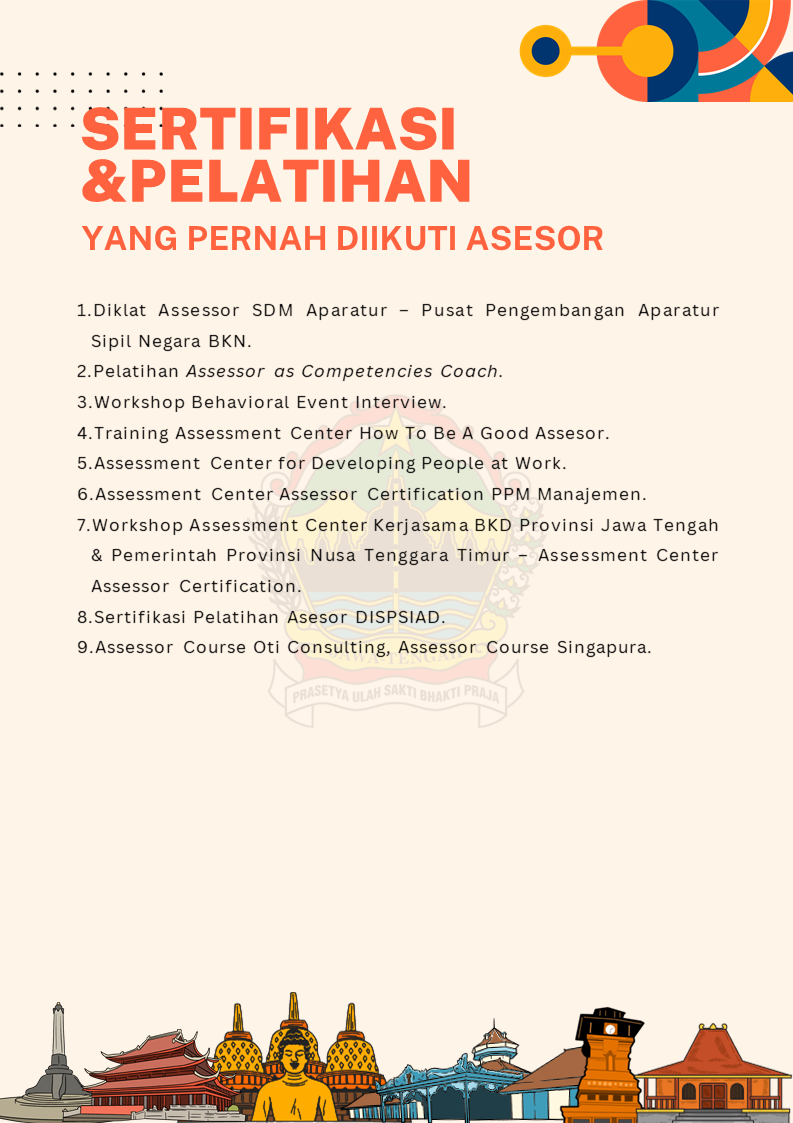 SERTIFIKASI
&PELATIHAN
YANG PERNAH DIIKUTI ASESOR
1.Diklat Assessor SDM Aparatur – Pusat Pengembangan Aparatur
Sipil Negara BKN.
2.Pelatihan Assessor as Competencies Coach.
3.Workshop Behavioral Event Interview.
4.Training Assessment Center How To Be A Good Assesor.
5.Assessment Center for Developing People at Work.
6.Assessment Center Assessor Certification PPM Manajemen.
7.Workshop Assessment Center Kerjasama BKD Provinsi Jawa Tengah
& Pemerintah Provinsi Nusa Tenggara Timur – Assessment Center
Assessor Certification.
8.Sertifikasi Pelatihan Asesor DISPSIAD.
9.Assessor Course Oti Consulting, Assessor Course Singapura.
JAWA-TENGAH
PRASETYA ULAH SAKTI BHAKTI PRAJA